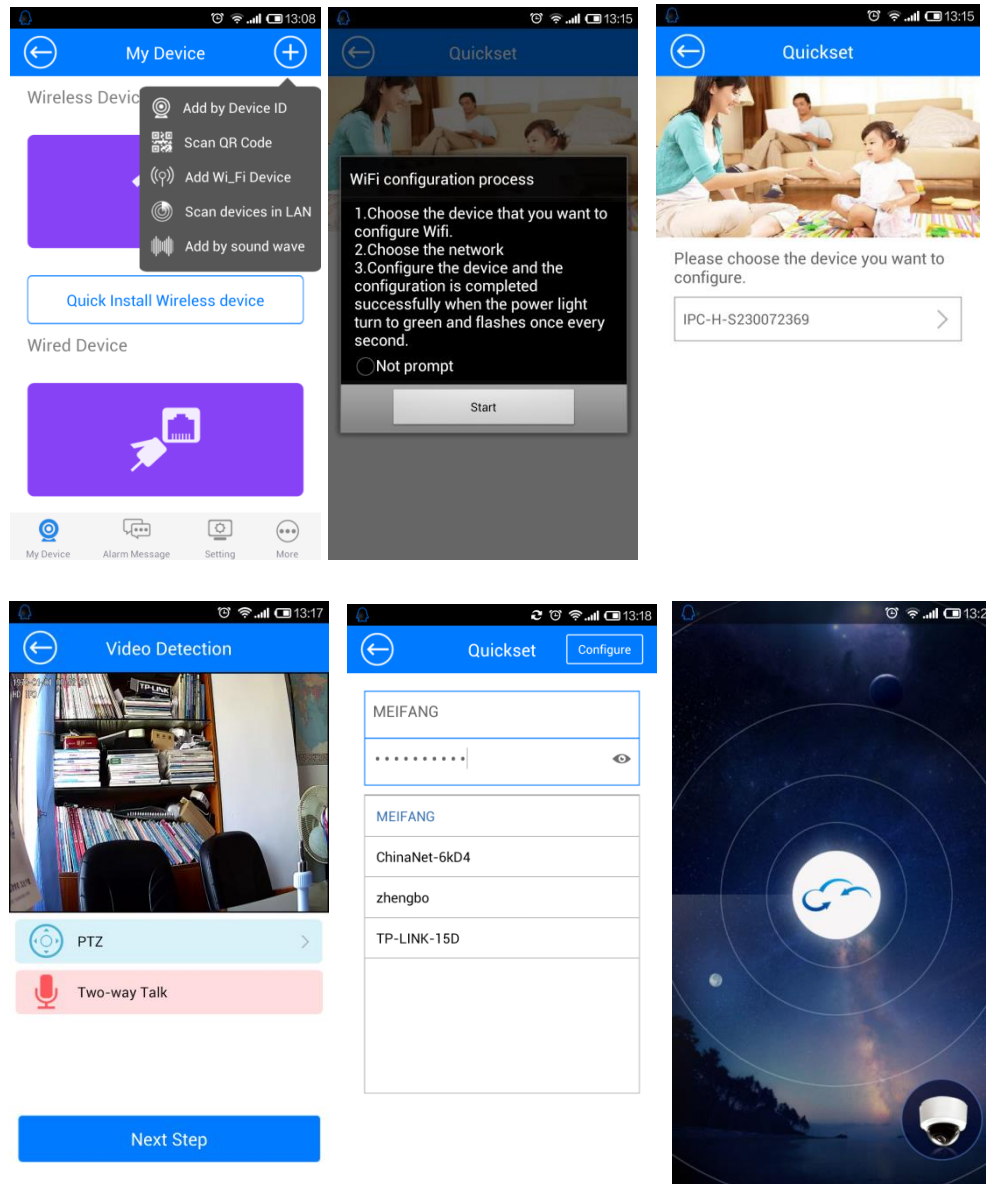 13:08
My Device
Wireless Devic
Add by Device ID
Scan QR Code
Add Wi_Fi Device
Scan devices in LAN
Add by sound wave
Quick Install Wireless device
Wired Device
My Device
Alarm Message
Setting
More
13:15
Quickset
WiFi configuration process
1.Choose the device that you want to
configure Wifi.
2.Choose the network
3.Configure the device and the
configuration is completed
successfully when the power light
turn to green and flashes once every
second.
Not prompt
Start
13:15
Quickset
Please choose the device you want to
configure.
IPC-H-S230072369
13:17
Video Detection
HD IPC
TP-LINK
PTZ
Two-way Talk
Next Step
13:18
Quickset
Configure
MEIFANG
MEIFANG
ChinaNet-6kD4
zhengbo
TP-LINK-15D
13:2